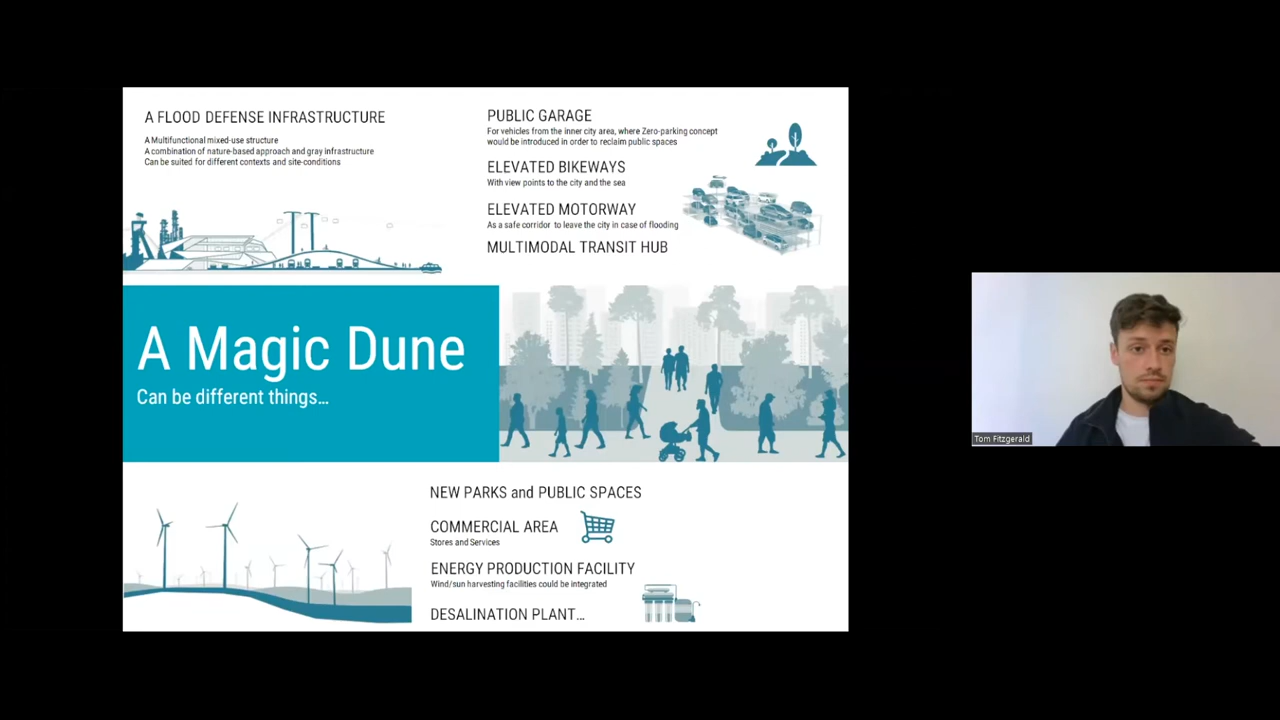 A FLOOD DEFENSE INFRASTRUCTURE
A Multifunctional mixed-use structure
A combination of nature-based approach and gray infrastructure
Can be suited for different contexts and site-conditions
PUBLIC GARAGE
For vehicles from the inner city area, where Zero-parking concept
would be introduced in order to reclaim public spaces
ELEVATED BIKEWAYS
With view points to the city and the sea
ELEVATED MOTORWAY
As a safe corridor to leave the city in case of flooding
MULTIMODAL TRANSIT HUB
A Magic Dune
Can be different things…
NEW PARKS and PUBLIC SPACES
COMMERCIAL AREA
Stores and Services
ENERGY PRODUCTION FACILITY
Wind/sun harvesting facilities could be integrated
DESALINATION PLANT…
Tom Fitzgerald